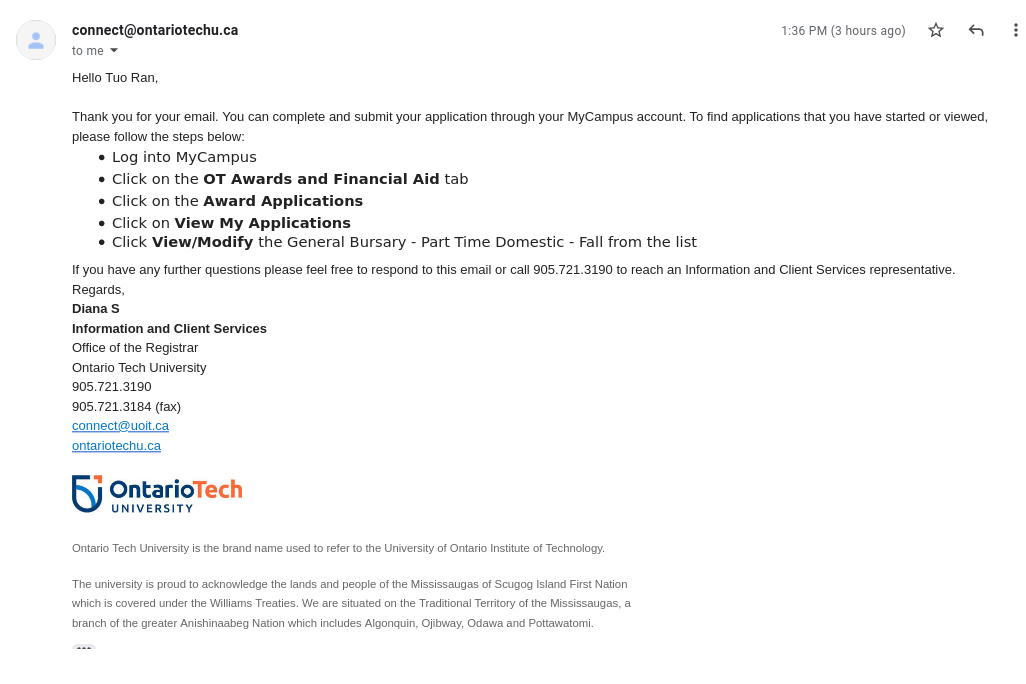 connect@ontariotechu.ca
1:36 PM (3 hours ago)
to me
Hello Tuo Ran,
Thank you for your email. You can complete and submit your application through your MyCampus account. To find applications that you have started or viewed,
please follow the steps below:
• Log into MyCampus
• Click on the OT Awards and Financial Aid tab
• Click on the Award Applications
• Click on View My Applications
• Click View/Modify the General Bursary - Part Time Domestic - Fall from the list
If you have any further questions please feel free to respond to this email or call 905.721.3190 to reach an Information and Client Services representative.
Regards,
Diana S
Information and Client Services
Office of the Registrar
Ontario Tech University
905.721.3190
905.721.3184 (fax)
connect@uoit.ca
ontariotechu.ca
OntarioTech
UNIVERSITY
Ontario Tech University is the brand name used to refer to the University of Ontario Institute of Technology.
The university is proud to acknowledge the lands and people of the Mississaugas of Scugog Island First Nation
which is covered under the Williams Treaties. We are situated on the Traditional Territory of the Mississaugas, a
branch of the greater Anishinaabeg Nation which includes Algonquin, Ojibway, Odawa and Pottawatomi.